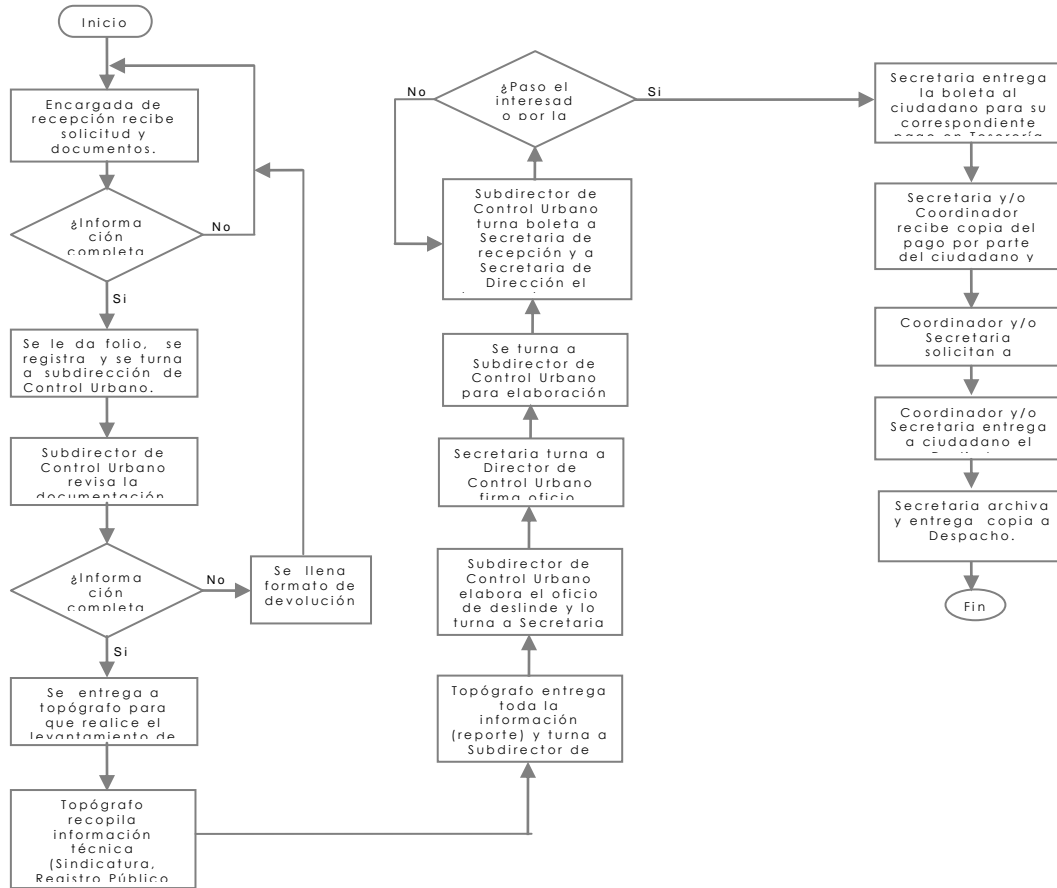 Inicio
Encargada de
recepción recibe
solicitud y
documentos.
¿Informa
ción
completa
No
Si
Se le da folio, se
registra y se turna
a subdirección de
Control Urbano.
Subdirector de
Control Urbano
revisa la
documentación
¿Informa
ción
completa
No
Se llena
formato de
devolución
Si
Se entrega a
topógrafo para
que realice el
levantamiento de
Topógrafo
recopila
información
técnica
(Sindicatura,
Registro Público
Topógrafo entrega
toda la
información
(reporte) y turna a
Subdirector de
Subdirector de
Control Urbano
elabora el oficio
de deslinde y lo
turna a Secretaria
Secretaria turna a
Director de
Control Urbano
firma oficio
Se turna a
Subdirector de
Control Urbano
para elaboración
Subdirector de
Control Urbano
turna boleta a
Secretaria de
recepción y a
Secretaria de
Dirección el
¿Paso el
interesad
o por la
No
Si
Secretaria entrega
la boleta al
ciudadano para su
correspondiente
pago en Tesorería
Secretaria y/o
Coordinador
recibe copia del
pago por parte
del ciudadano y
Coordinador y/o
Secretaria
solicitan a
Coordinador y/o
Secretaria entrega
a ciudadano el
Secretaria archiva
y entrega copia a
Despacho.
Fin